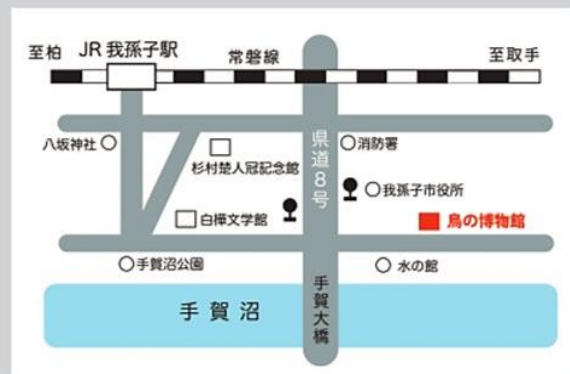 至柏
JR 我孫子駅
常磐線
至取手
八坂神社
杉村楚人冠記念館
県道8号
消防署
我孫子市役所
白樺文学館
鳥の博物館
手賀沼公園
水の館
手賀沼
手賀大橋